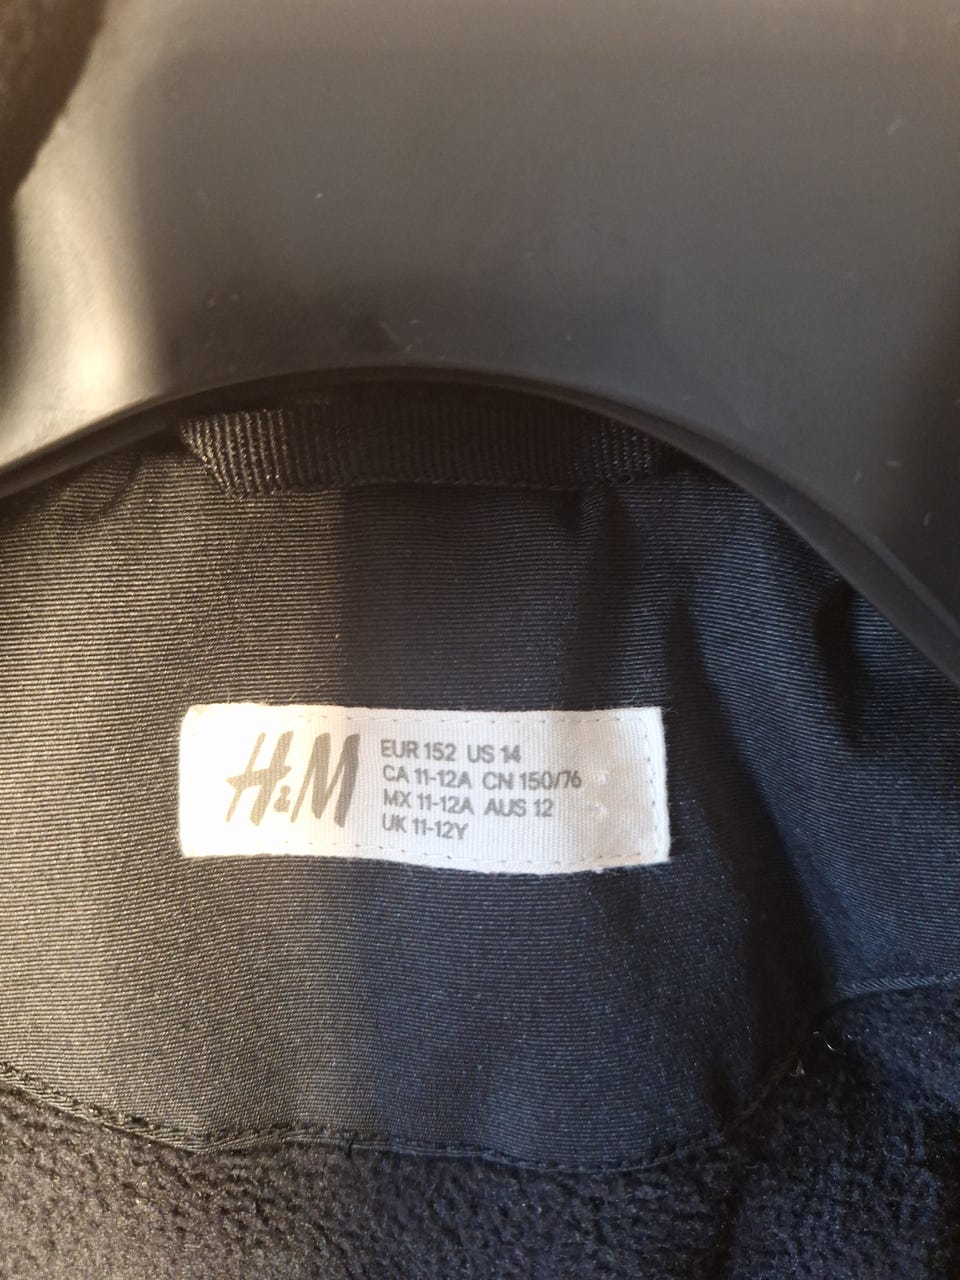 H&M
EUR 152 US 14
CA 11-12A CN 150/76
MX 11-12A AUS 12
UK 11-12Y